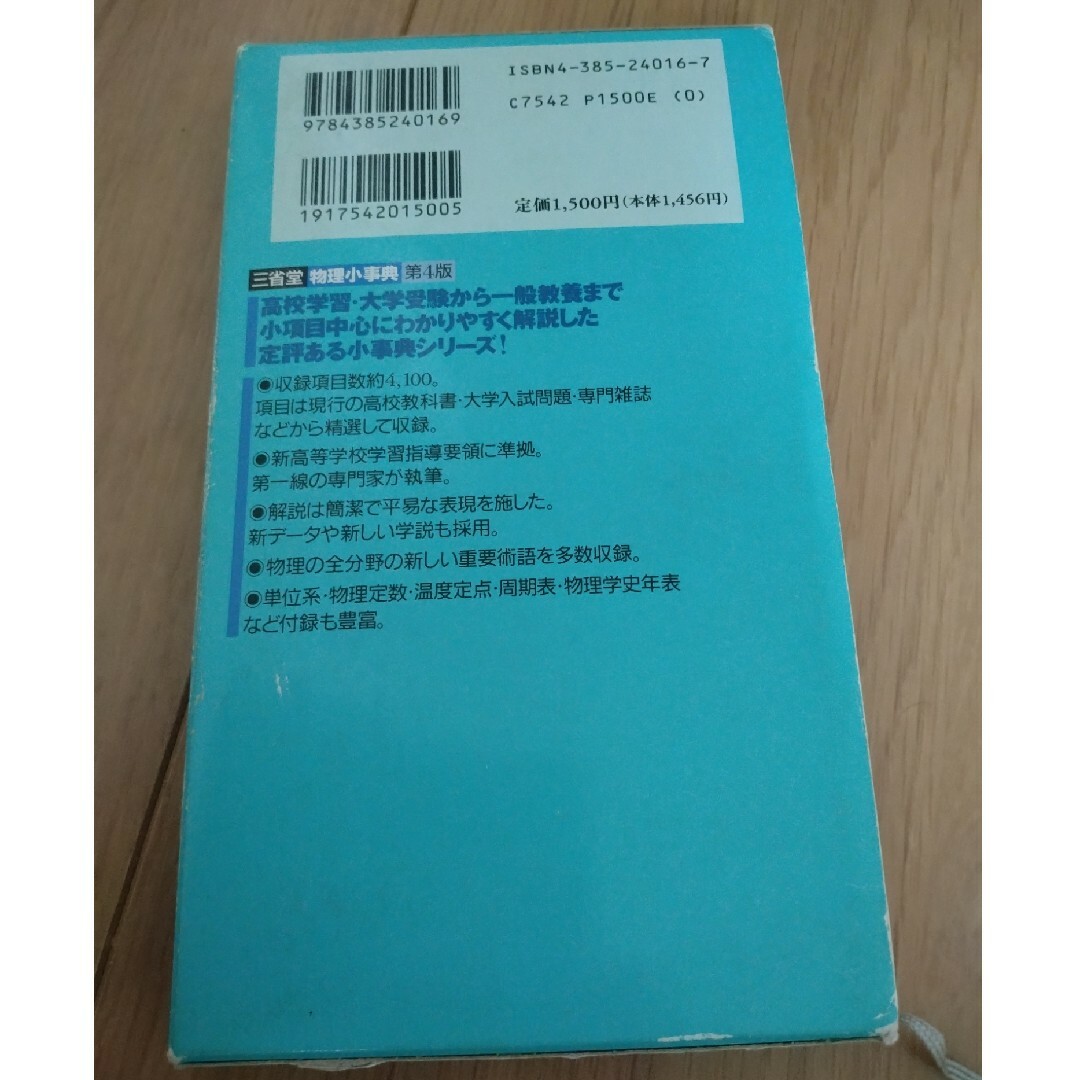 ISBN4-385-24016-7
C7542 P1500E (0)
9784385240169
1917542015005
定価1,500円(本体1,456円)
三省堂 物理小事典 第4版
高校学習・大学受験から一般教養まで
小項目中心にわかりやすく解説した
定評ある小事典シリーズ!
●収録項目数約4,100。
項目は現行の高校教科書・大学入試問題・専門雑誌
などから精選して収録。
●新高等学校学習指導要領に準拠。
第一線の専門家が執筆。
●解説は簡潔で平易な表現を施した。
新データや新しい学説も採用。
●物理の全分野の新しい重要術語を多数収録。
●単位系・物理定数・温度定点・周期表・物理学史年表
など付録も豊富。